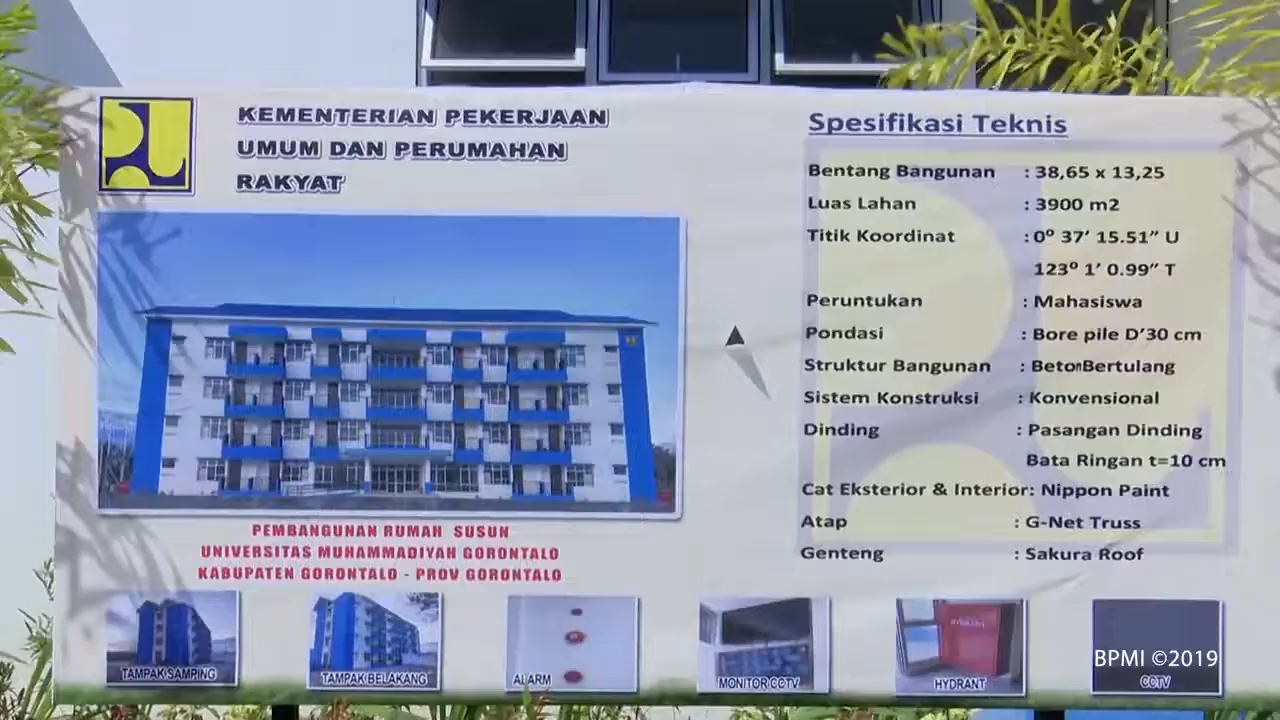 KEMENTERIAN PEKERJAAN
UMUM DAN PERUMAHAN
RAKYAT
PEMBANGUNAN RUMAH SUSUN
UNIVERSITAS MUHAMMADIYAH GORONTALO
KABUPATEN GORONTALO - PROV GORONTALO
Spesifikasi Teknis
Bentang Bangunan : 38,65 x 13,25
Luas Lahan : 3900 m2
Titik Koordinat : 0⁰ 37’ 15.51” U
123⁰ 1’ 0.99” T
Peruntukan : Mahasiswa
Pondasi : Bore pile D’30 cm
Struktur Bangunan : Beton Bertulang
Sistem Konstruksi : Konvensional
Dinding : Pasangan Dinding
Bata Ringan t=10 cm
Cat Eksterior & Interior: Nippon Paint
Atap : G-Net Truss
Genteng : Sakura Roof
TAMPAK SAMPING
TAMPAK BELAKANG
ALARM
MONITOR CCTV
HYDRANT
HYDRANT
BPMI ©2019
CCTV